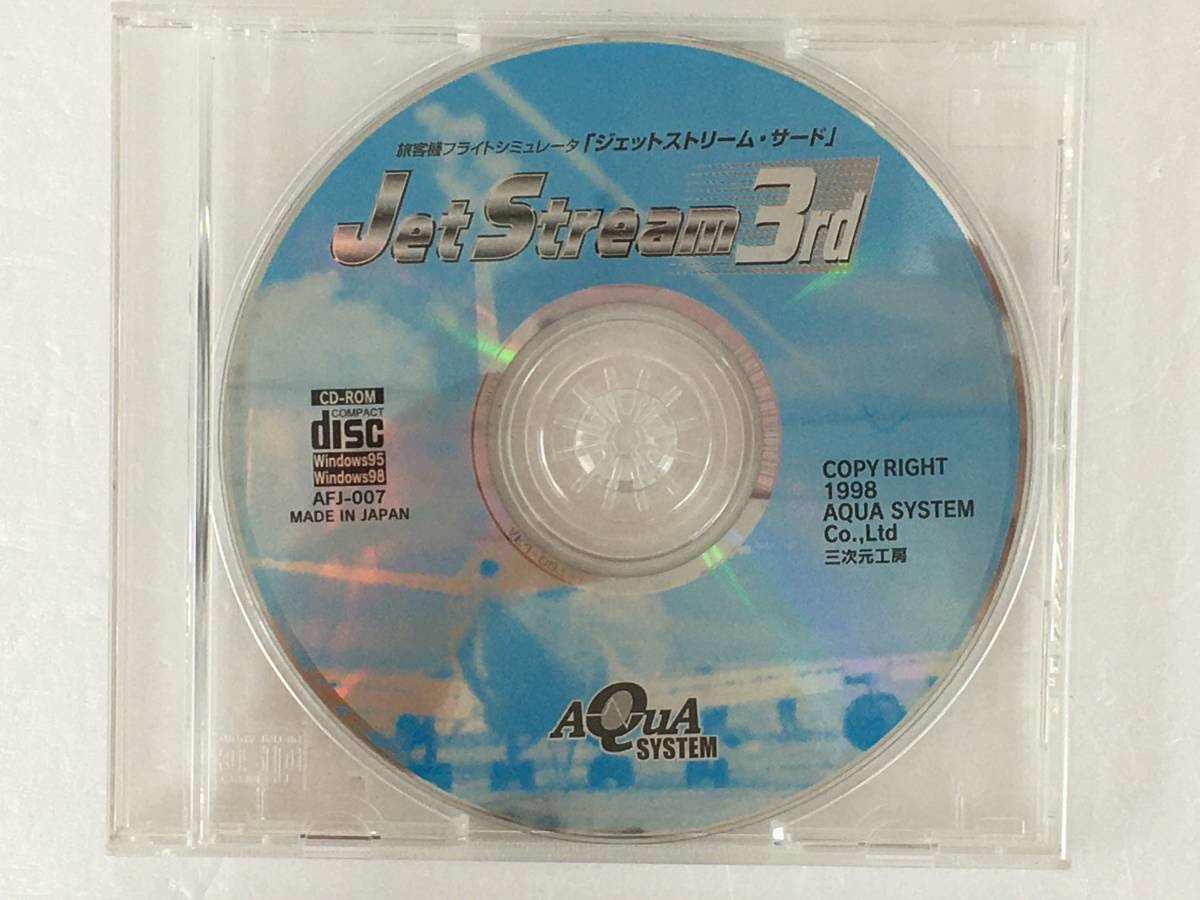 旅客機フライトシミュレータ「ジェットストリーム・サード」
Jet Stream 3rd
CD-ROM
COMPACT
disc
Windows95
Windows98
AFJ-007
MADE IN JAPAN
COPY RIGHT
1998
AQUA SYSTEM
Co.,Ltd
三次元工房
AQuA
SYSTEM